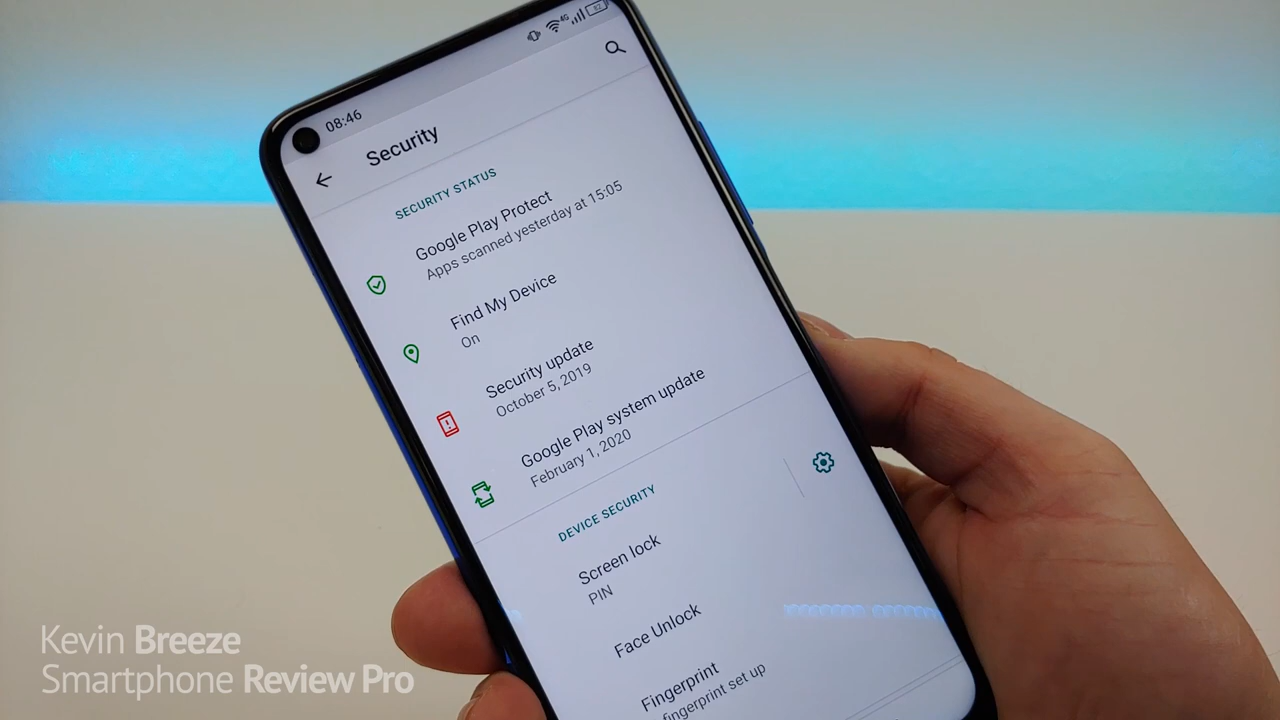 08:46
4G
82
Security
SECURITY STATUS
Google Play Protect
Apps scanned yesterday at 15:05
Find My Device
On
Security update
October 5, 2019
Google Play system update
February 1, 2020
DEVICE SECURITY
Screen lock
PIN
Face Unlock
Fingerprint
fingerprint set up
Kevin Breeze
Smartphone Review Pro